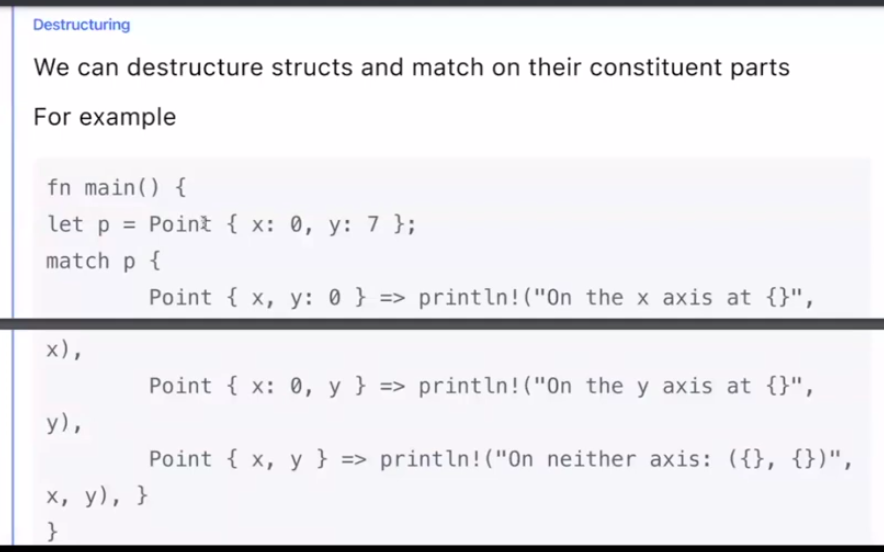 Destructuring
We can destructure structs and match on their constituent parts
For example
fn main() {
let p = Point { x: 0, y: 7 };
match p {
Point { x, y: 0 } => println!("On the x axis at {}",
x),
Point { x: 0, y } => println!("On the y axis at {}",
y),
Point { x, y } => println!("On neither axis: ({}, {})",
x, y), }
}